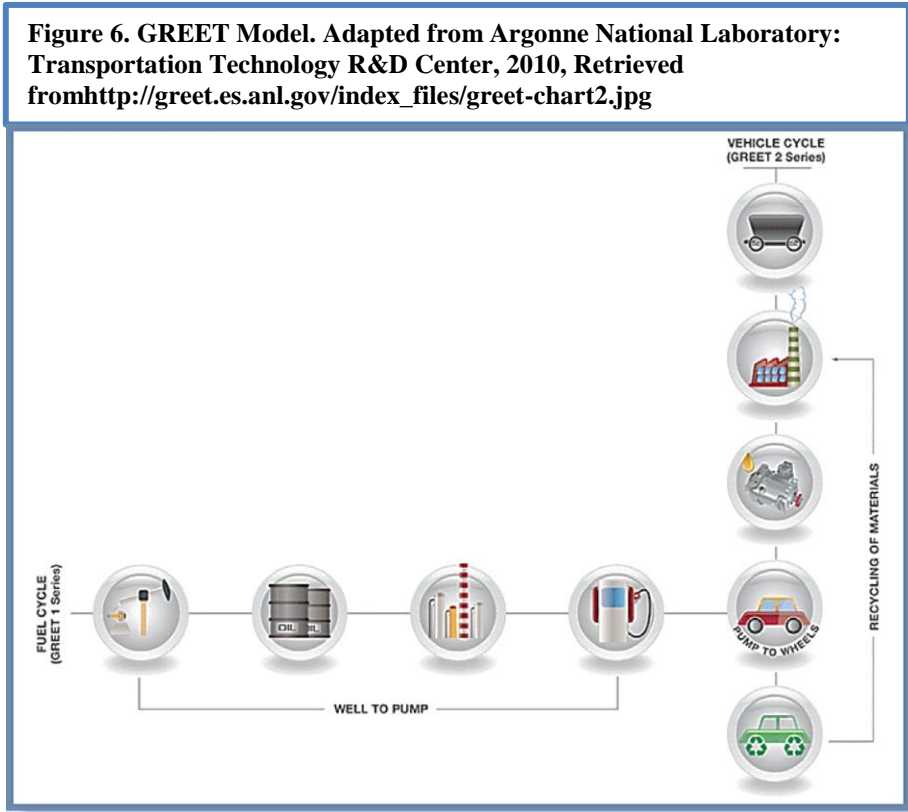 Figure 6. GREET Model. Adapted from Argonne National Laboratory:
Transportation Technology R&D Center, 2010, Retrieved
fromhttp://greet.es.anl.gov/index_files/greet-chart2.jpg
VEHICLE CYCLE
(GREET 2 Series)
RECYCLING OF MATERIALS
FUEL CYCLE
(GREET 1 Series)
OIL
OIL
PUMP TO WHEELS
WELL TO PUMP